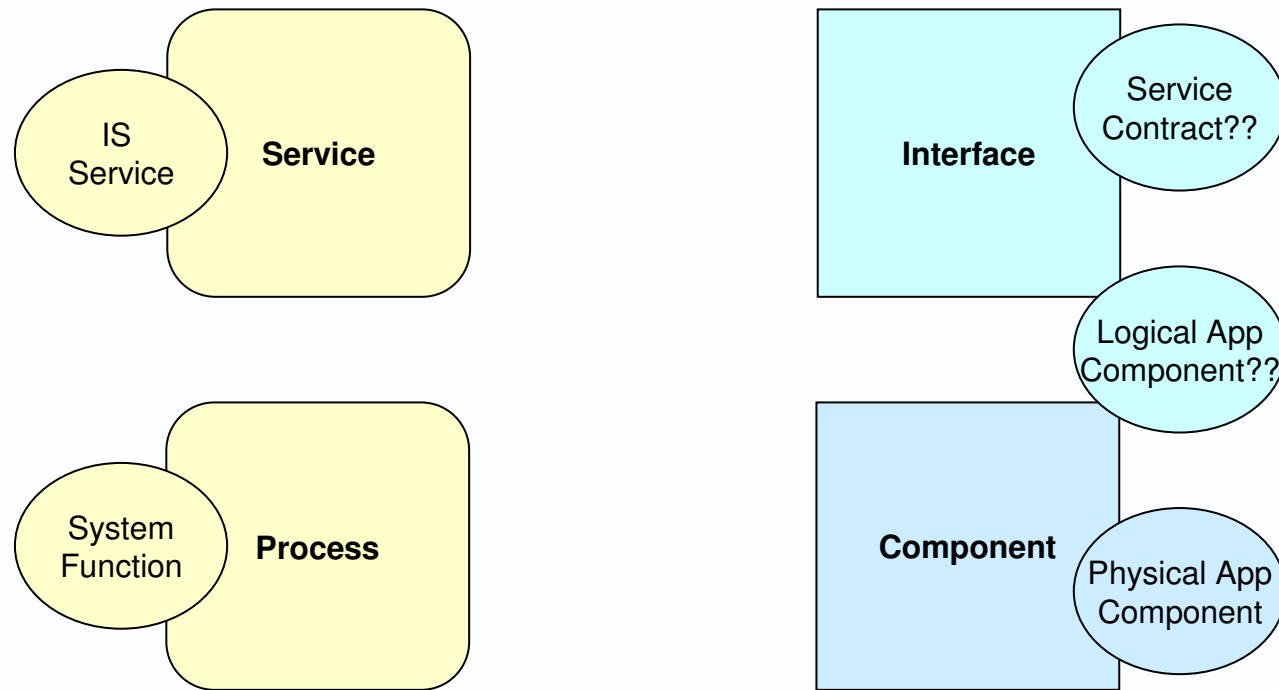 IS
Service
Service
Interface
Service
Contract??
Logical App
Component??
System
Function
Process
Component
Physical App
Component